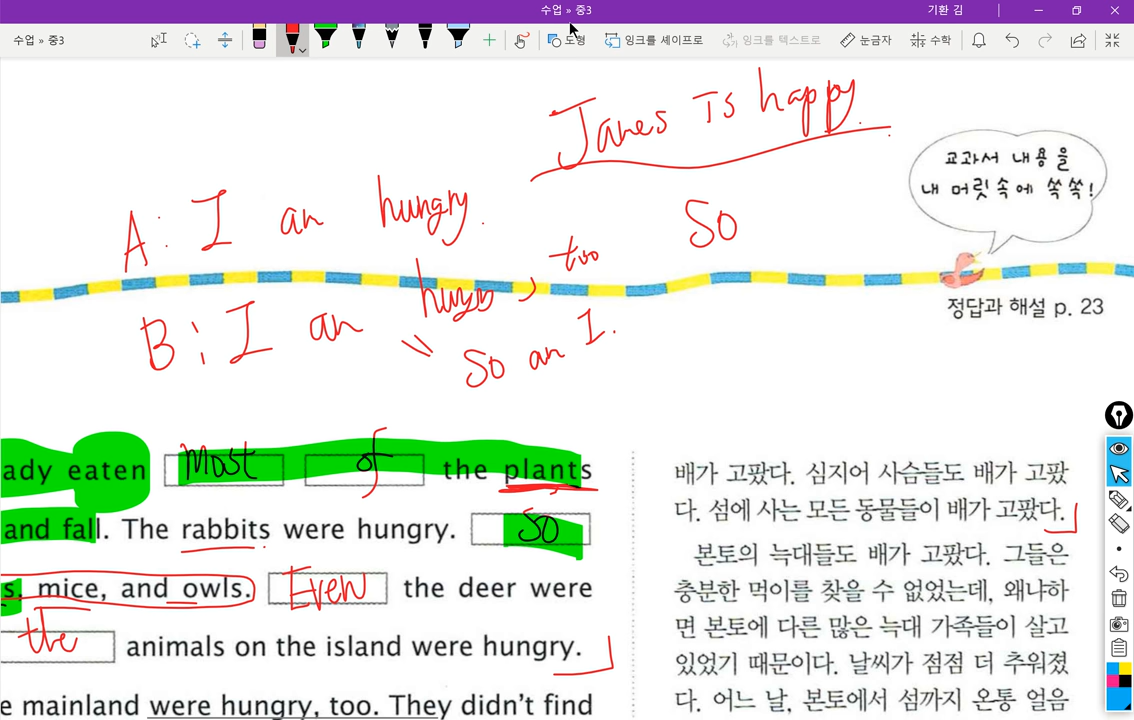 수업 » 중3
기환 김
수업 » 중3
도형
잉크를 셰이프로
잉크를 텍스트로
눈금자
수학
James Is happy.
교과서 내용을
내 머릿속에 쏙쏙!
A: I am hungry.
So
too
B: I am hungry,
So am I.
정답과 해설 p. 23
ady eaten Most of the plants
and fall. The rabbits were hungry. So
s, mice, and owls. Even the deer were
the animals on the island were hungry.
e mainland were hungry, too. They didn't find
배가 고팠다. 심지어 사슴들도 배가 고팠
다. 섬에 사는 모든 동물들이 배가 고팠다.
본토의 늑대들도 배가 고팠다. 그들은
충분한 먹이를 찾을 수 없었는데, 왜냐하
면 본토에 다른 많은 늑대 가족들이 살고
있었기 때문이다. 날씨가 점점 더 추워졌
다. 어느 날, 본토에서 섬까지 온통 얼음